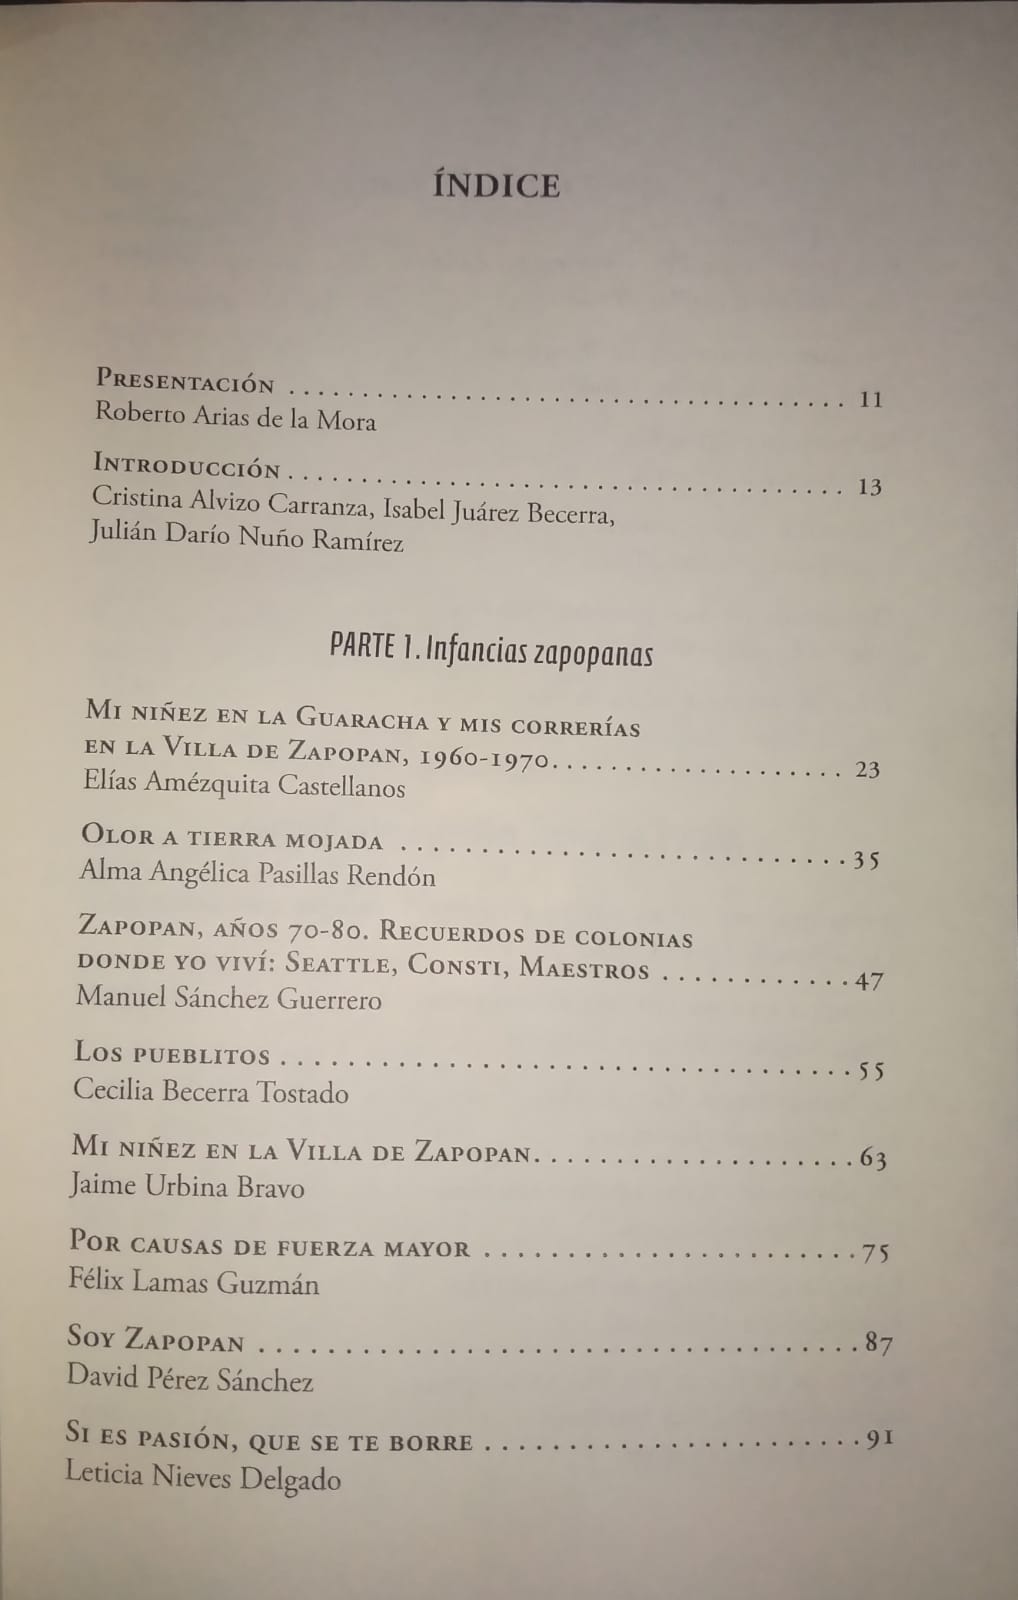 ÍNDICE
Presentación . . . . . . . . . . . . . . . . . . . . . . . . . . . . . . . . . . . . . . 11
Roberto Arias de la Mora
Introducción . . . . . . . . . . . . . . . . . . . . . . . . . . . . . . . . . . . . . . 13
Cristina Alvizo Carranza, Isabel Juárez Becerra,
Julián Darío Nuño Ramírez
PARTE 1. Infancias zapopanas
Mi niñez en la Guaracha y mis correrías
en la Villa de Zapopan, 1960-1970. . . . . . . . . . . . . . . . . . . . 23
Elías Amézquita Castellanos
Olor a tierra mojada . . . . . . . . . . . . . . . . . . . . . . . . . . . . 35
Alma Angélica Pasillas Rendón
Zapopan, años 70-80. Recuerdos de colonias
donde yo viví: Seattle, Consti, Maestros . . . . . . . . . . . . 47
Manuel Sánchez Guerrero
Los pueblitos . . . . . . . . . . . . . . . . . . . . . . . . . . . . . . . . . . . 55
Cecilia Becerra Tostado
Mi niñez en la Villa de Zapopan. . . . . . . . . . . . . . . . . . . . 63
Jaime Urbina Bravo
Por causas de fuerza mayor . . . . . . . . . . . . . . . . . . . . . . . 75
Félix Lamas Guzmán
Soy Zapopan . . . . . . . . . . . . . . . . . . . . . . . . . . . . . . . . . . . . 87
David Pérez Sánchez
Si es pasión, que se te borre . . . . . . . . . . . . . . . . . . . . . . . 91
Leticia Nieves Delgado